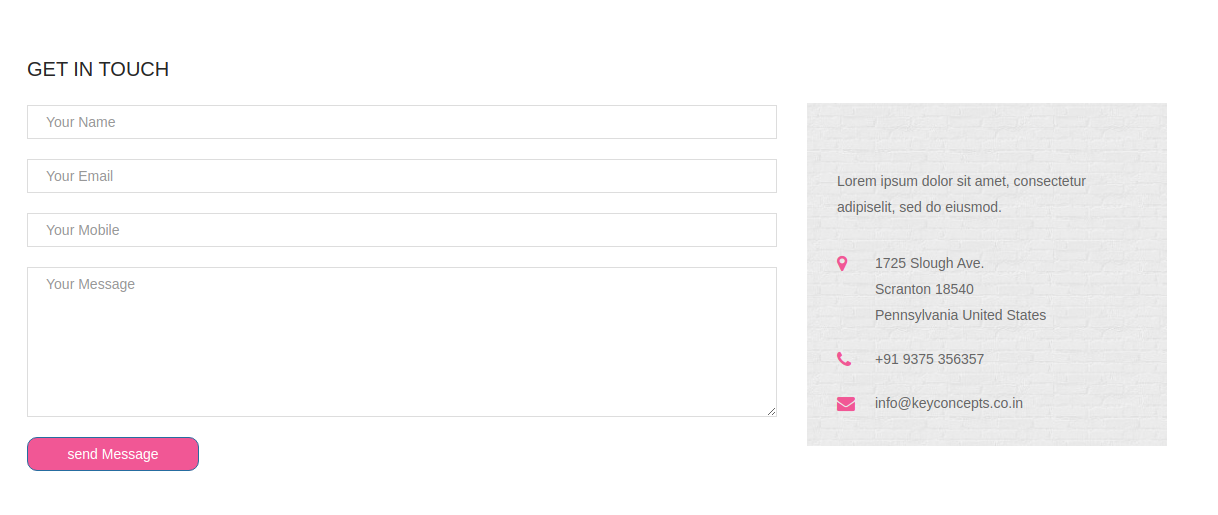 GET IN TOUCH
Your Name
Your Email
Your Mobile
Your Message
send Message
Lorem ipsum dolor sit amet, consectetur
adipiselit, sed do eiusmod.
1725 Slough Ave.
Scranton 18540
Pennsylvania United States
+91 9375 356357
info@keyconcepts.co.in